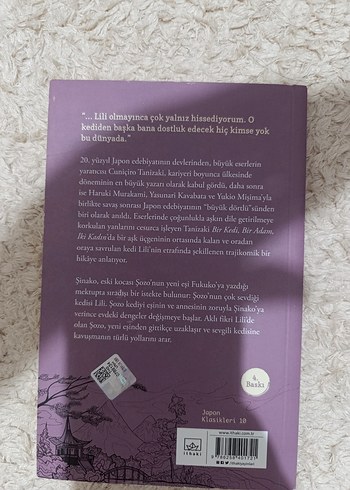 "... Lili olmayınca çok yalnız hissediyorum. O
kediden başka bana dostluk edecek hiç kimse yok
bu dünyada."
20. yüzyıl Japon edebiyatının devlerinden, büyük eserlerin
yaratıcısı Cuniçiro Tanizaki, kariyeri boyunca ülkesinde
döneminin en büyük yazarı olarak kabul gördü, daha sonra
ise Haruki Murakami, Yasunari Kavabata ve Yukio Mişima'yla
birlikte savaş sonrası Japon edebiyatının "büyük dörtlü"sünden
biri olarak anıldı. Eserlerinde çoğunlukla aşkın dile getirilmeye
korkulan yanlarını cesurca işleyen Tanizaki Bir Kedi, Bir Adam,
İki Kadın'da bir aşk üçgeninin ortasında kalan ve oradan
oraya savrulan kedi Lili'nin etrafında şekillenen trajikomik bir
hikâye anlatıyor.
Şinako, eski kocası Şozo'nun yeni eşi Fukuko'ya yazdığı
mektupta sıradışı bir istekte bulunur: Şozo'nun çok sevdiği
kedisi Lili. Şozo kediyi eşinin ve annesinin zoruyla Şinako'ya
verince evdeki dengeler değişmeye başlar. Aklı fikri Lili'de
olan Şozo, yeni eşinden gittikçe uzaklaşır ve sevgili kedisine
kavuşmanın türlü yollarını arar.
4.
Baskı
Japon
Klasikleri 10
www.ithaki.com.tr
ithaki